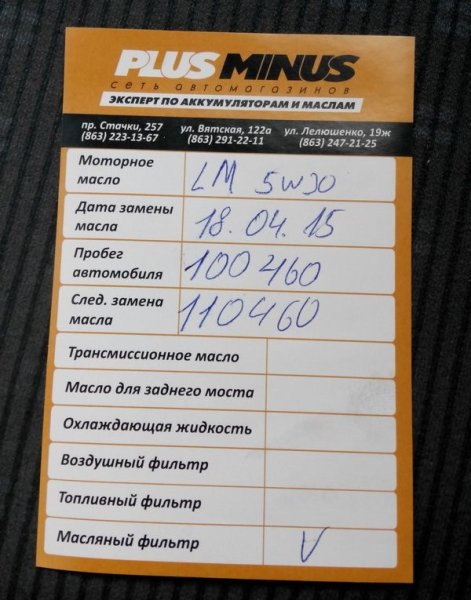 PLUS MINUS
сеть автомагазинов
ЭКСПЕРТ ПО АККУМУЛЯТОРАМ И МАСЛАМ
пр. Стачки, 257 ул. Вятская, 122а ул. Лелюшенко, 19ж
(863) 223-13-67 (863) 291-22-11 (863) 247-21-25
Моторное
масло LM 5W30
Дата замены
масла 18.04.15
Пробег
автомобиля 100460
След. замена
масла 110460
Трансмиссионное масло
Масло для заднего моста
Охлаждающая жидкость
Воздушный фильтр
Топливный фильтр
Масляный фильтр V